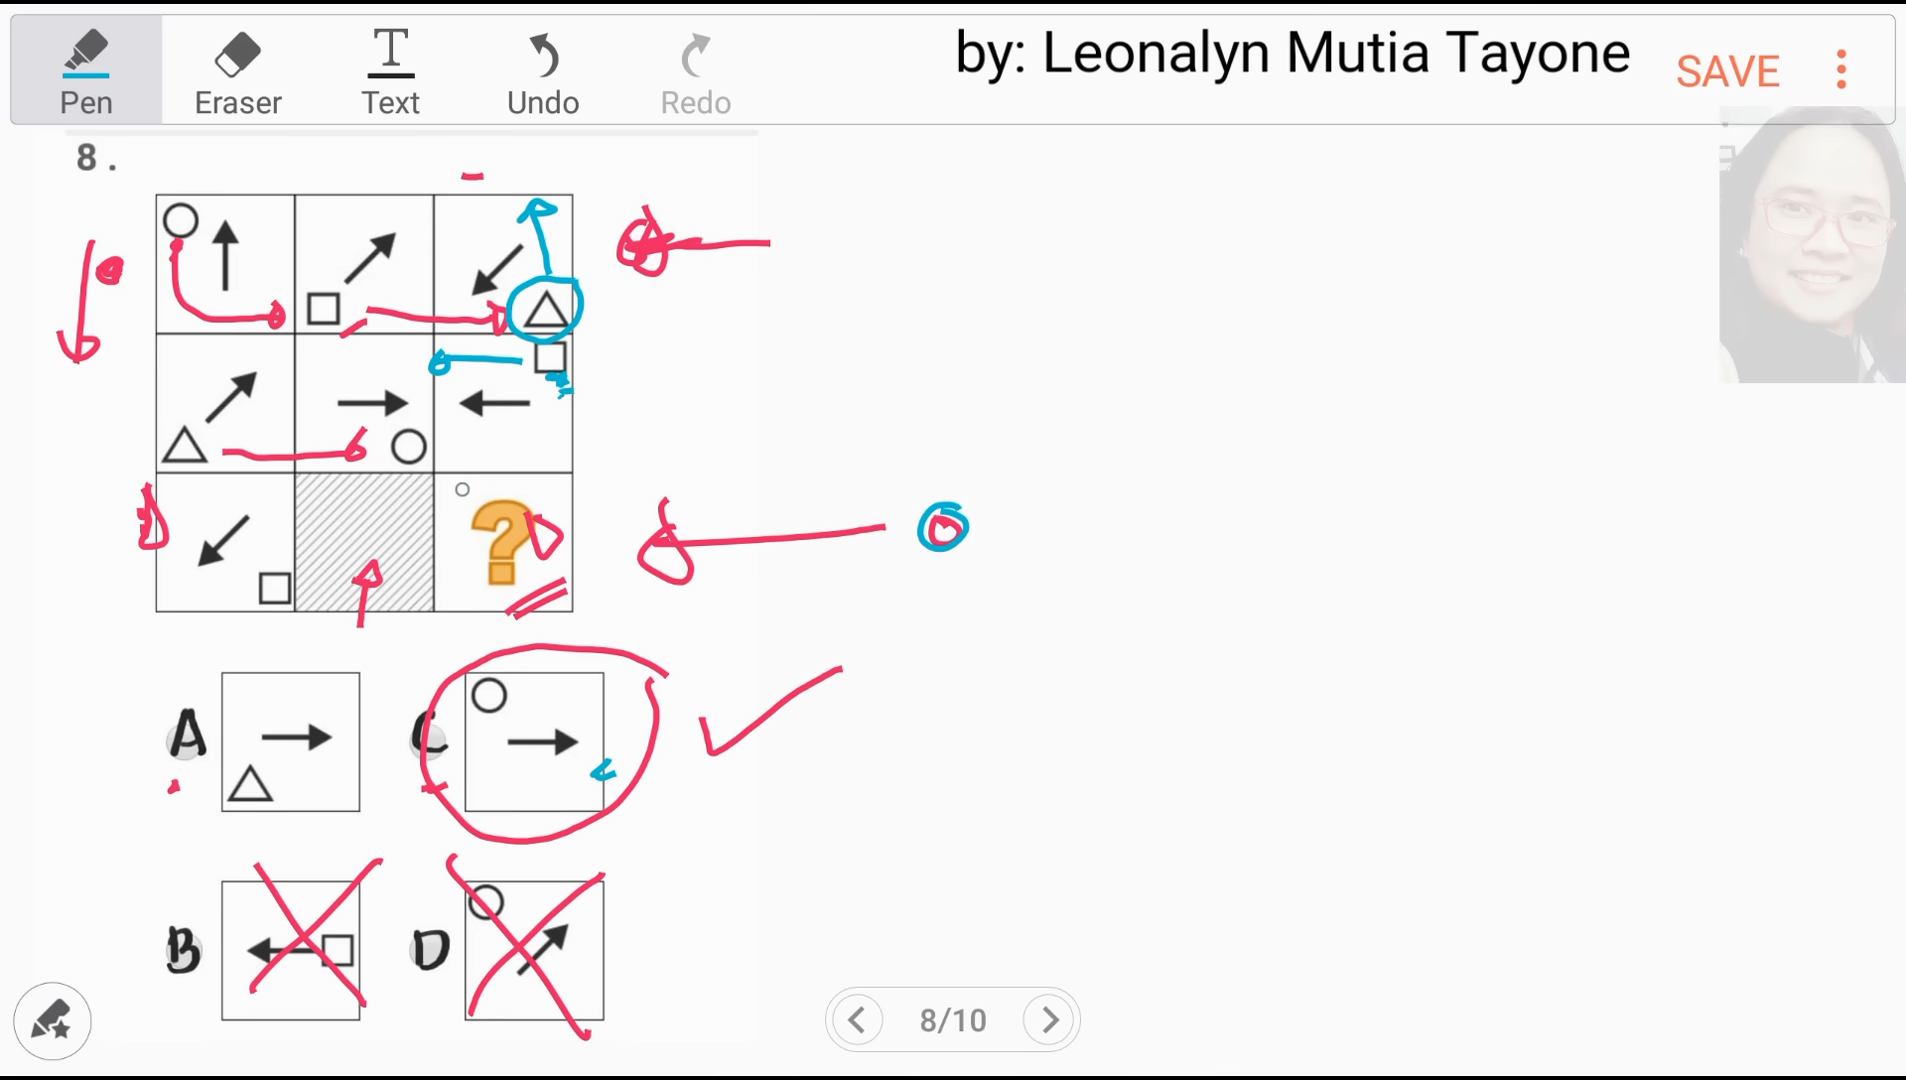 Pen
Eraser
Text
Undo
Redo
by: Leonalyn Mutia Tayone
SAVE
8 .
?
A
C
B
D
8/10